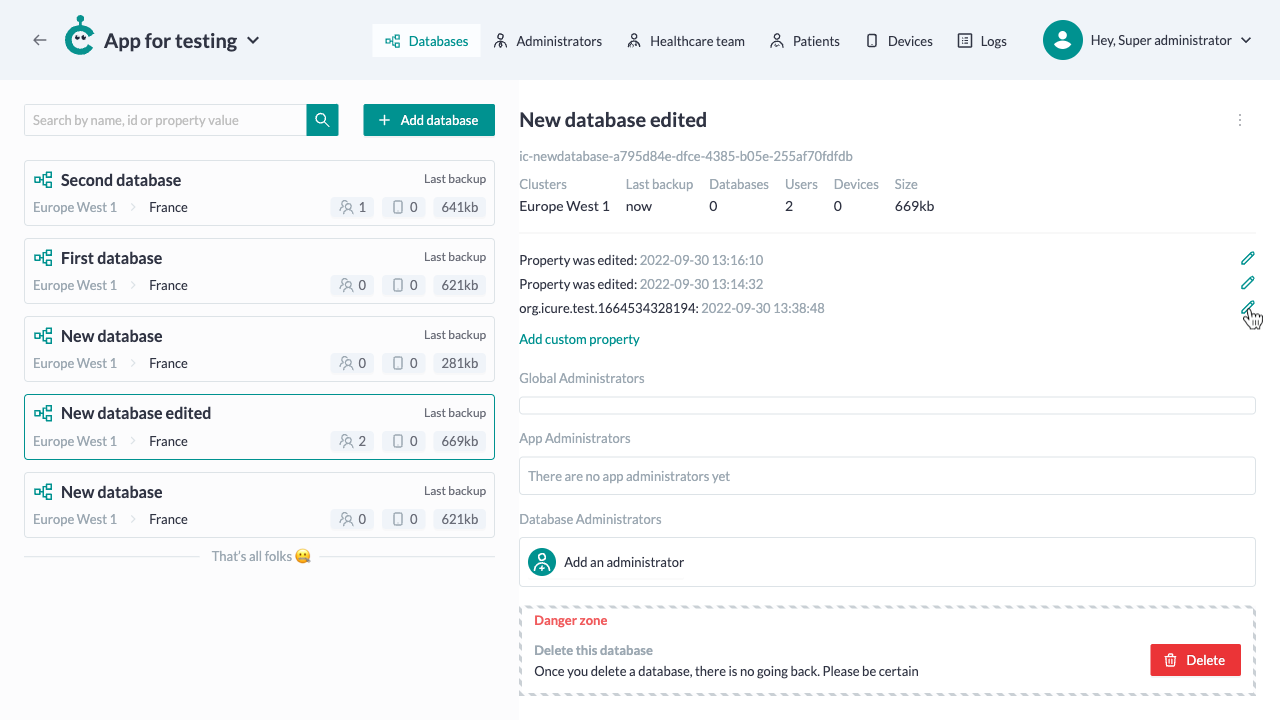 App for testing
Databases
Administrators
Healthcare team
Patients
Devices
Logs
Hey, Super administrator
Search by name, id or property value
Add database
Second database
Last backup
Europe West 1
France
1
0
641kb
First database
Last backup
Europe West 1
France
0
0
621kb
New database
Last backup
Europe West 1
France
0
0
281kb
New database edited
Last backup
Europe West 1
France
2
0
669kb
New database
Last backup
Europe West 1
France
0
0
621kb
That's all folks 🤐
New database edited
ic-newdatabase-a795d84e-dfce-4385-b05e-255af70fdfdb
Clusters Last backup Databases Users Devices Size
Europe West 1 now 0 2 0 669kb
Property was edited: 2022-09-30 13:16:10
Property was edited: 2022-09-30 13:14:32
org.icure.test.1664534328194: 2022-09-30 13:38:48
Add custom property
Global Administrators
App Administrators
There are no app administrators yet
Database Administrators
Add an administrator
Danger zone
Delete this database
Once you delete a database, there is no going back. Please be certain
Delete